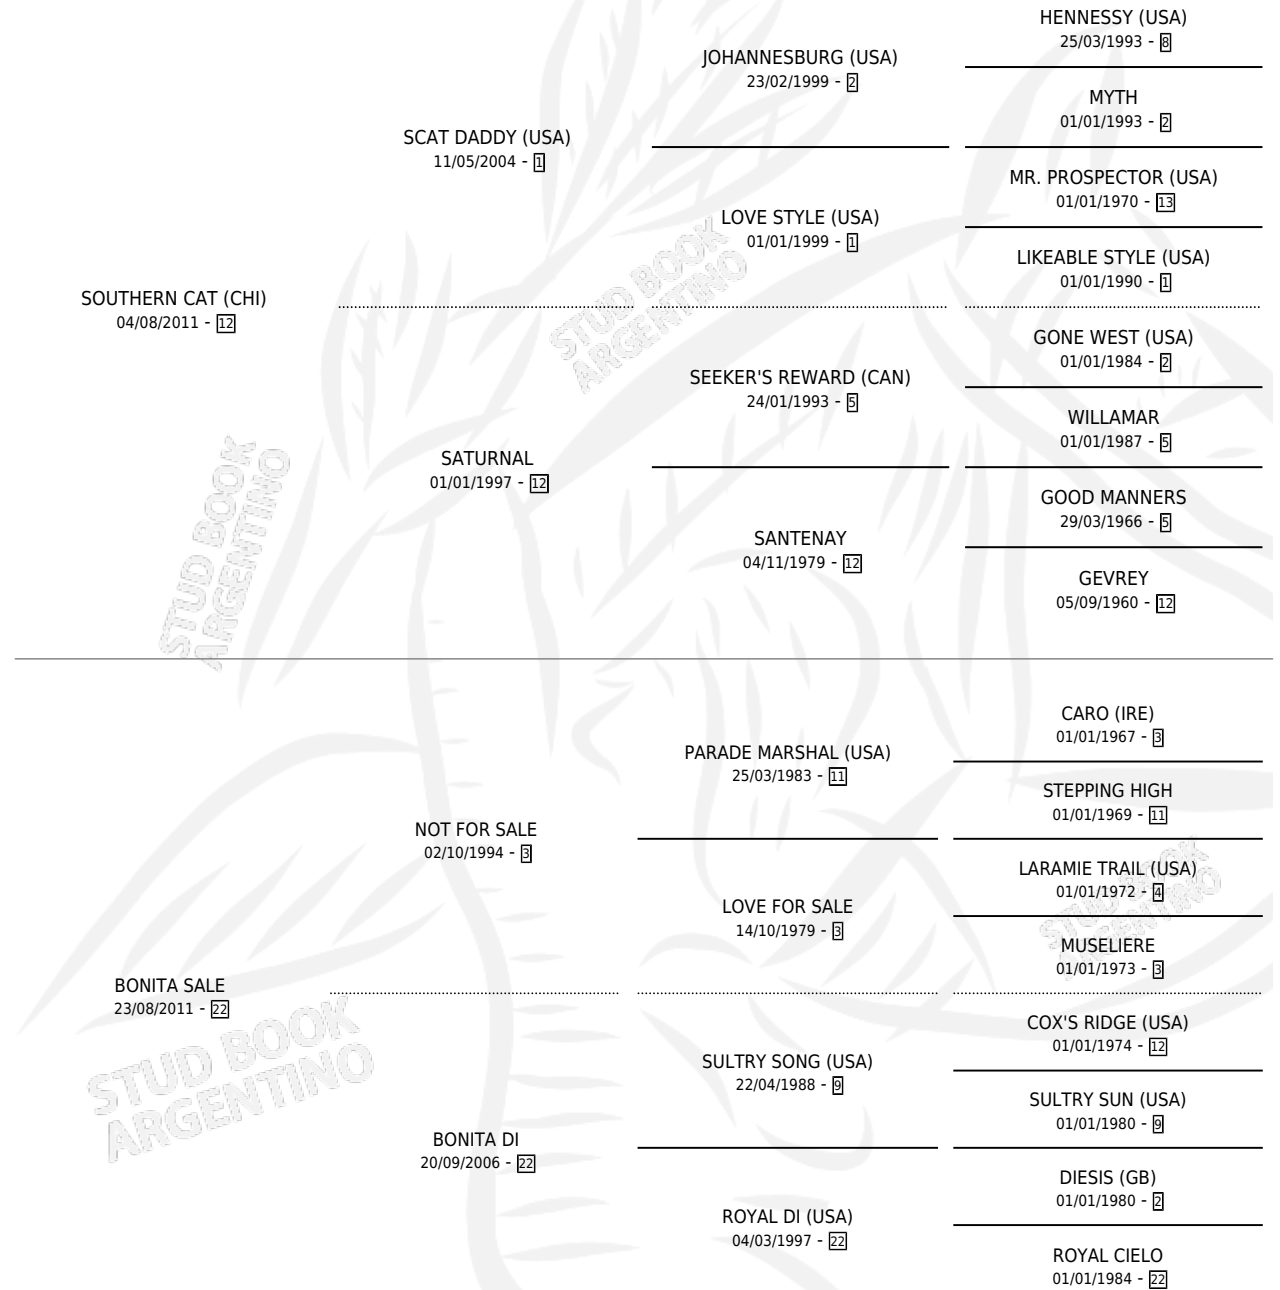 HENNESSY (USA)
25/03/1993 - 8
JOHANNESBURG (USA)
23/02/1999 - 2
MYTH
01/01/1993 - 2
SCAT DADDY (USA)
11/05/2004 - 1
MR. PROSPECTOR (USA)
01/01/1970 - 13
LOVE STYLE (USA)
01/01/1999 - 1
LIKEABLE STYLE (USA)
01/01/1990 - 1
SOUTHERN CAT (CHI)
04/08/2011 - 12
STUD BOOK
ARGENTINO
GONE WEST (USA)
01/01/1984 - 2
SEEKER'S REWARD (CAN)
24/01/1993 - 5
WILLAMAR
01/01/1987 - 5
SATURNAL
01/01/1997 - 12
STUD BOOK
ARGENTINO
GOOD MANNERS
29/03/1966 - 5
SANTENAY
04/11/1979 - 12
GEVREY
05/09/1960 - 12
CARO (IRE)
01/01/1967 - 3
PARADE MARSHAL (USA)
25/03/1983 - 11
STEPPING HIGH
01/01/1969 - 11
NOT FOR SALE
02/10/1994 - 3
LARAMIE TRAIL (USA)
01/01/1972 - 4
STUD BOOK
ARGENTINO
LOVE FOR SALE
14/10/1979 - 3
MUSELIERE
01/01/1973 - 3
BONITA SALE
23/08/2011 - 22
STUD BOOK
ARGENTINO
COX'S RIDGE (USA)
01/01/1974 - 12
SULTRY SONG (USA)
22/04/1988 - 9
SULTRY SUN (USA)
01/01/1980 - 9
BONITA DI
20/09/2006 - 22
DIESIS (GB)
01/01/1980 - 2
ROYAL DI (USA)
04/03/1997 - 22
ROYAL CIELO
01/01/1984 - 22